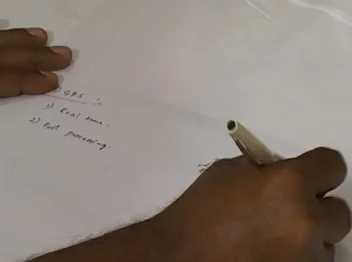 GPS :-
1) Real time.
2) Post processing.